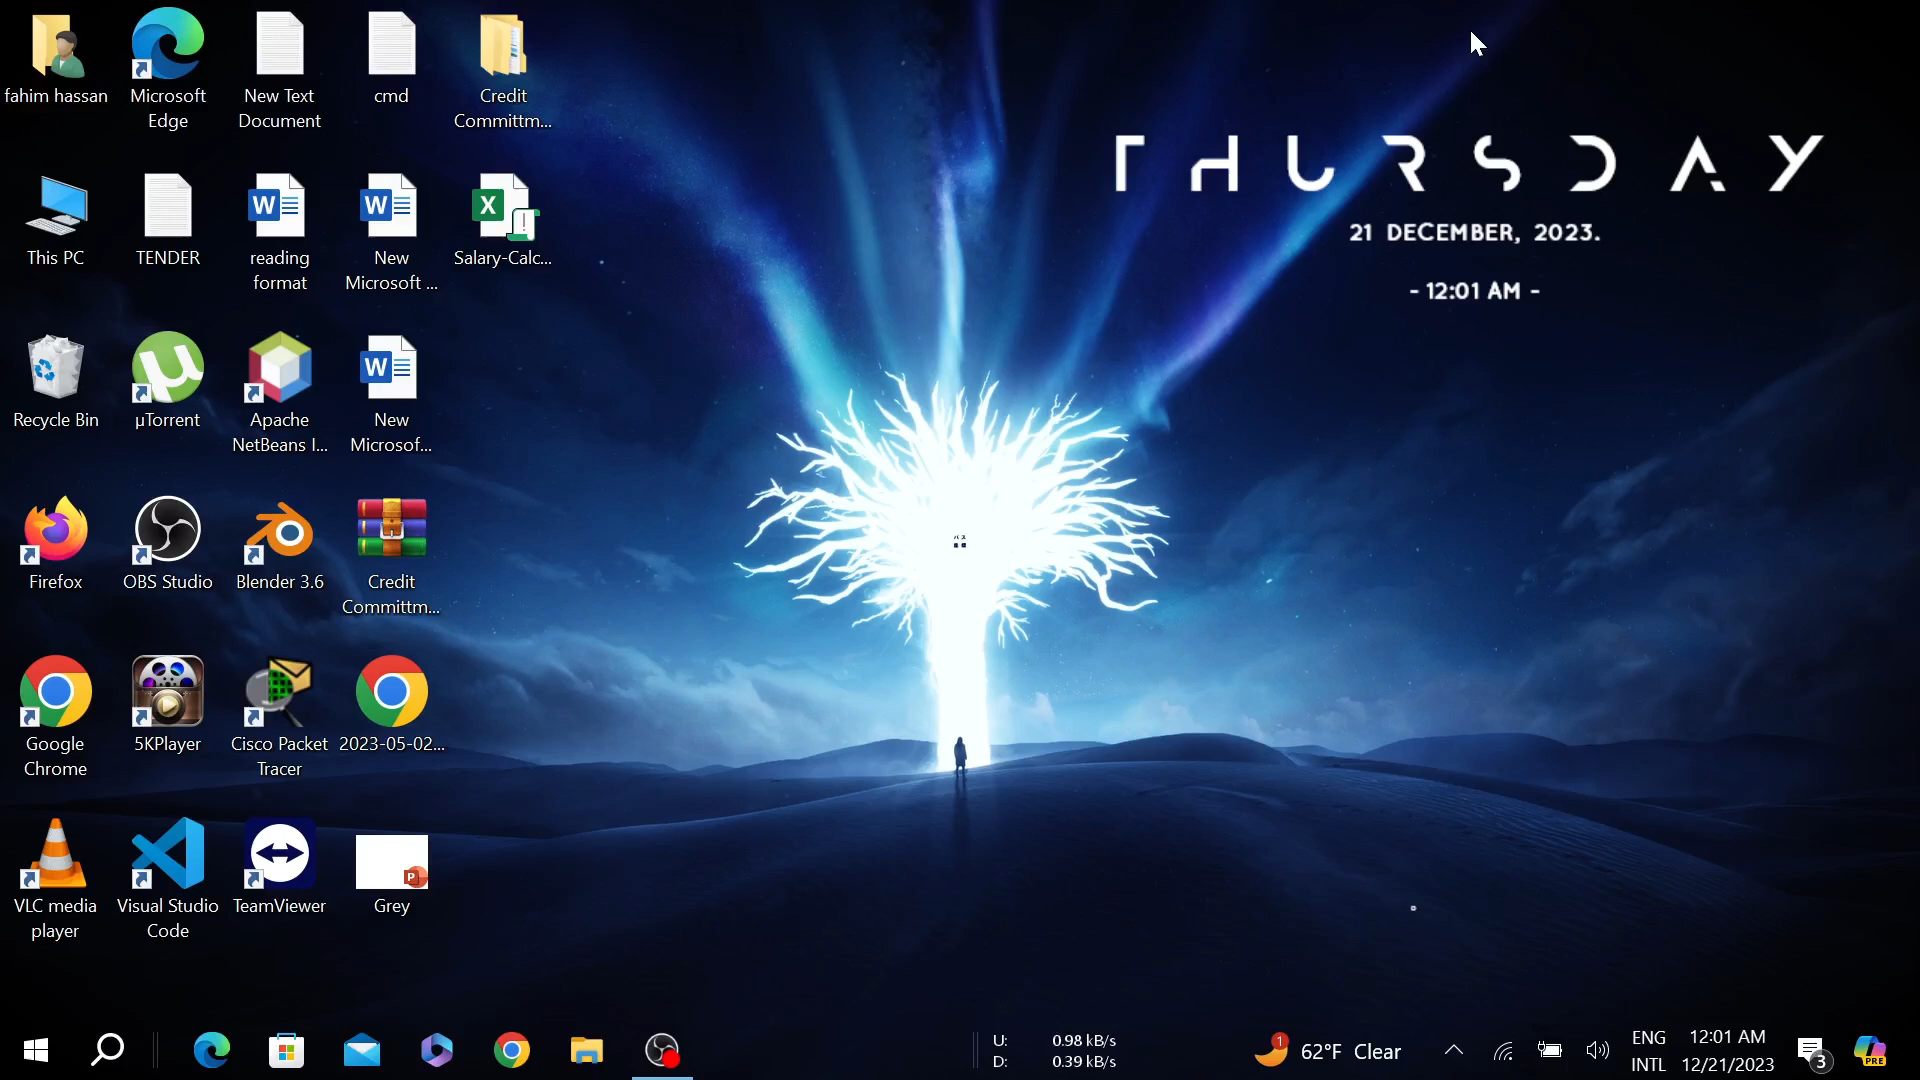 fahim hassan
Microsoft
Edge
New Text
Document
cmd
Credit
Committm...
THURSDAY
21 DECEMBER, 2023.
- 12:01 AM -
This PC
TENDER
reading
format
New
Microsoft ...
Salary-Calc...
Recycle Bin
µTorrent
Apache
NetBeans I...
New
Microsof...
Firefox
OBS Studio
Blender 3.6
Credit
Committm...
Google
Chrome
5KPlayer
Cisco Packet
Tracer
2023-05-02...
VLC media
player
Visual Studio
Code
TeamViewer
Grey
U: 0.98 kB/s
D: 0.39 kB/s
1
62°F Clear
ENG
INTL
12:01 AM
12/21/2023
3
PRE